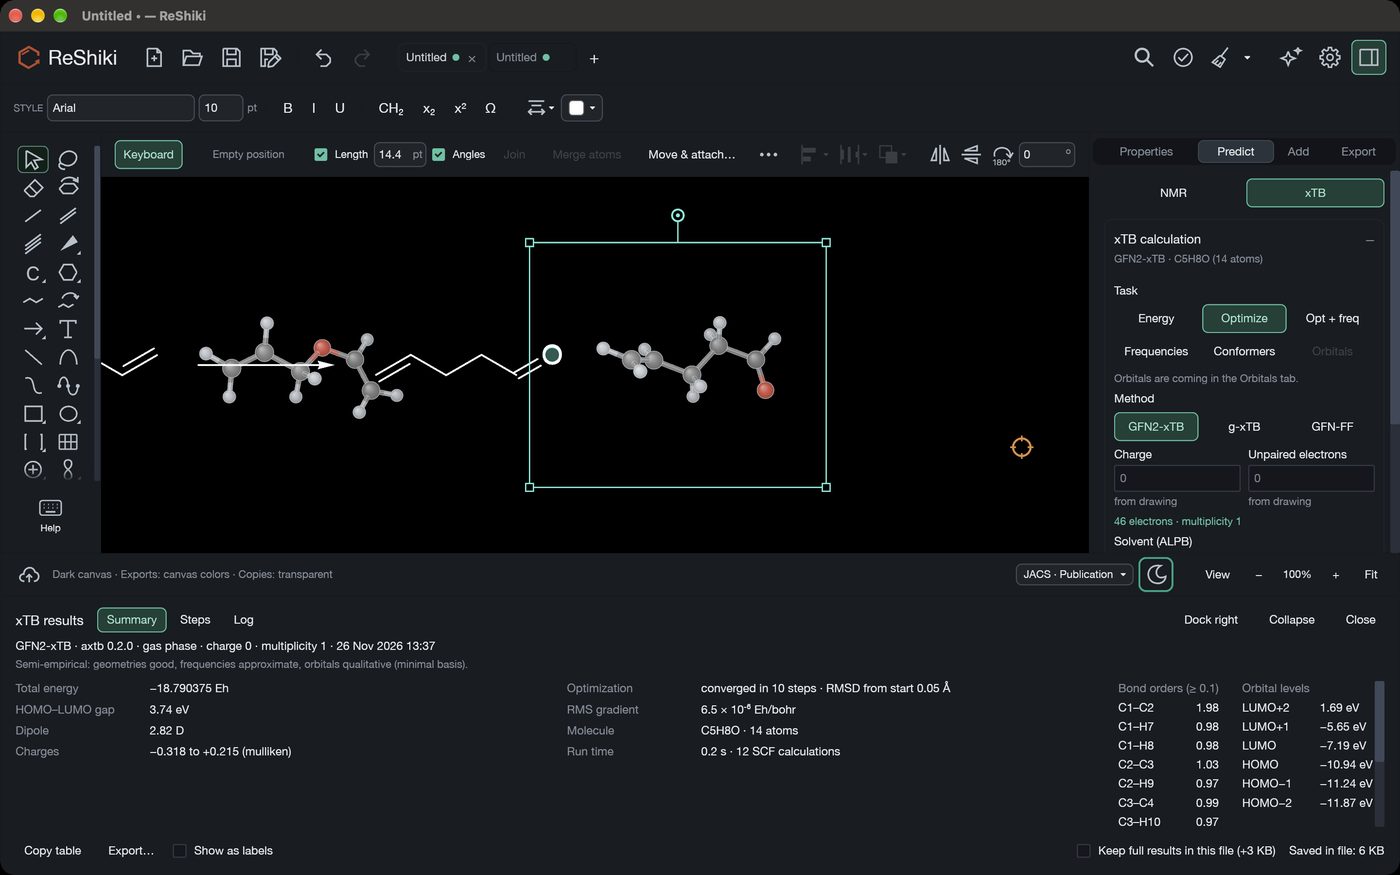 Untitled • — ReShiki
ReShiki
Untitled
Untitled
STYLE
Arial
10
pt
B
I
U
CH₂
x₂
x²
Ω
Keyboard
Empty position
Length
14.4
pt
Angles
Join
Merge atoms
Move & attach...
180°
0
°
Properties
Predict
Add
Export
NMR
xTB
xTB calculation
GFN2-xTB · C5H8O (14 atoms)
Task
Energy
Optimize
Opt + freq
Frequencies
Conformers
Orbitals
Orbitals are coming in the Orbitals tab.
Method
GFN2-xTB
g-xTB
GFN-FF
Charge
Unpaired electrons
0
0
from drawing
from drawing
46 electrons · multiplicity 1
Solvent (ALPB)
C
T
Help
Dark canvas · Exports: canvas colors · Copies: transparent
JACS · Publication
View
−
100%
+
Fit
xTB results
Summary
Steps
Log
Dock right
Collapse
Close
GFN2-xTB · axtb 0.2.0 · gas phase · charge 0 · multiplicity 1 · 26 Nov 2026 13:37
Semi-empirical: geometries good, frequencies approximate, orbitals qualitative (minimal basis).
Total energy −18.790375 Eh
HOMO–LUMO gap 3.74 eV
Dipole 2.82 D
Charges −0.318 to +0.215 (mulliken)
Optimization converged in 10 steps · RMSD from start 0.05 Å
RMS gradient 6.5 × 10⁻⁶ Eh/bohr
Molecule C5H8O · 14 atoms
Run time 0.2 s · 12 SCF calculations
Bond orders (≥ 0.1)
C1–C2 1.98
C1–H7 0.98
C1–H8 0.98
C2–C3 1.03
C2–H9 0.97
C3–C4 0.99
C3–H10 0.97
Orbital levels
LUMO+2 1.69 eV
LUMO+1 −5.65 eV
LUMO −7.19 eV
HOMO −10.94 eV
HOMO−1 −11.24 eV
HOMO−2 −11.87 eV
Copy table
Export...
Show as labels
Keep full results in this file (+3 KB)
Saved in file: 6 KB